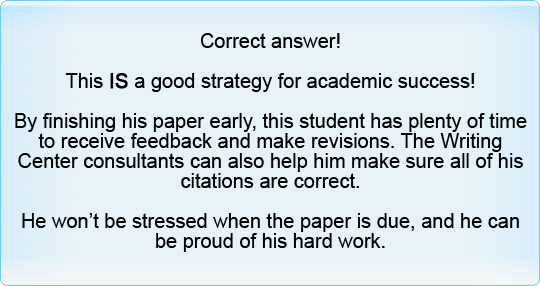 Correct answer!
This IS a good strategy for academic success!
By finishing his paper early, this student has plenty of time
to receive feedback and make revisions. The Writing
Center consultants can also help him make sure all of his
citations are correct.
He won’t be stressed when the paper is due, and he can
be proud of his hard work.